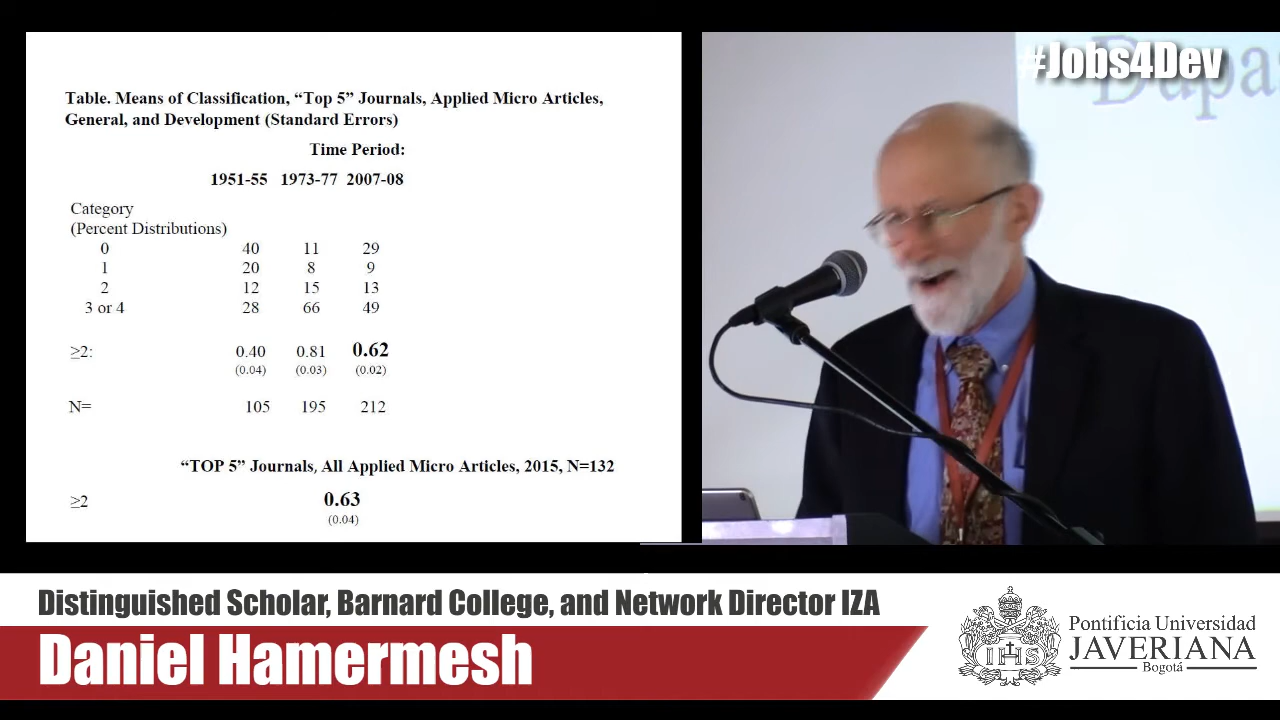 Table. Means of Classification, “Top 5” Journals, Applied Micro Articles,
General, and Development (Standard Errors)
Time Period:
1951-55 1973-77 2007-08
Category
(Percent Distributions)
0 40 11 29
1 20 8 9
2 12 15 13
3 or 4 28 66 49
≥2: 0.40 0.81 0.62
(0.04) (0.03) (0.02)
N= 105 195 212
“TOP 5” Journals, All Applied Micro Articles, 2015, N=132
≥2 0.63
(0.04)
#Jobs4Dev
Distinguished Scholar, Barnard College, and Network Director IZA
Daniel Hamermesh
IHS
Pontificia Universidad
JAVERIANA
Bogotá